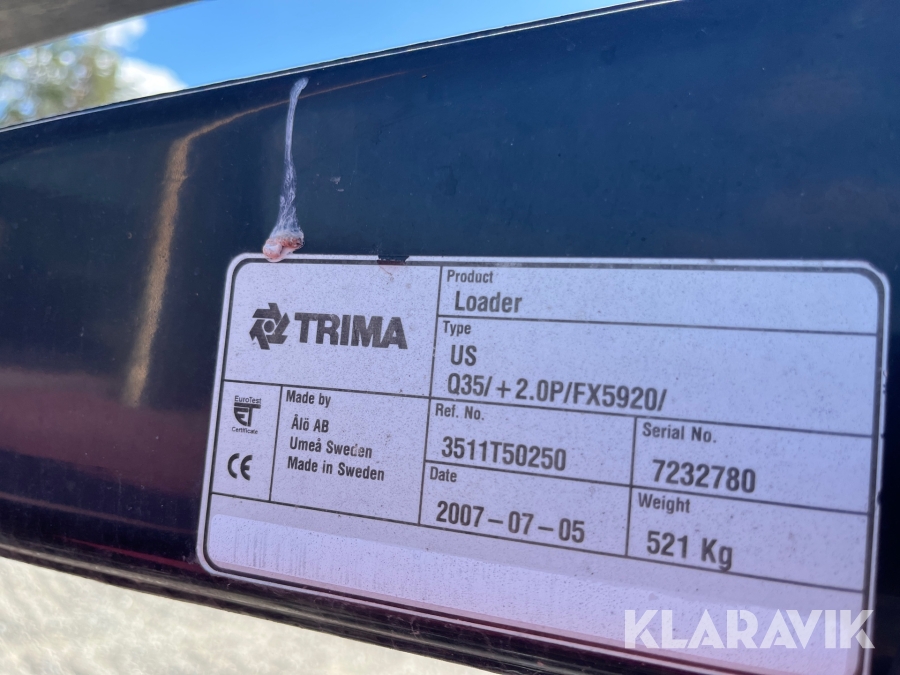 TRIMA
Product
Loader
Type
US
Q35/+2.0P/FX5920/
EuroTest
ET
Certificate
CE
Made by
Ålö AB
Umeå Sweden
Made in Sweden
Ref. No.
3511T50250
Serial No.
7232780
Date
2007-07-05
Weight
521 Kg
KLARAVIK